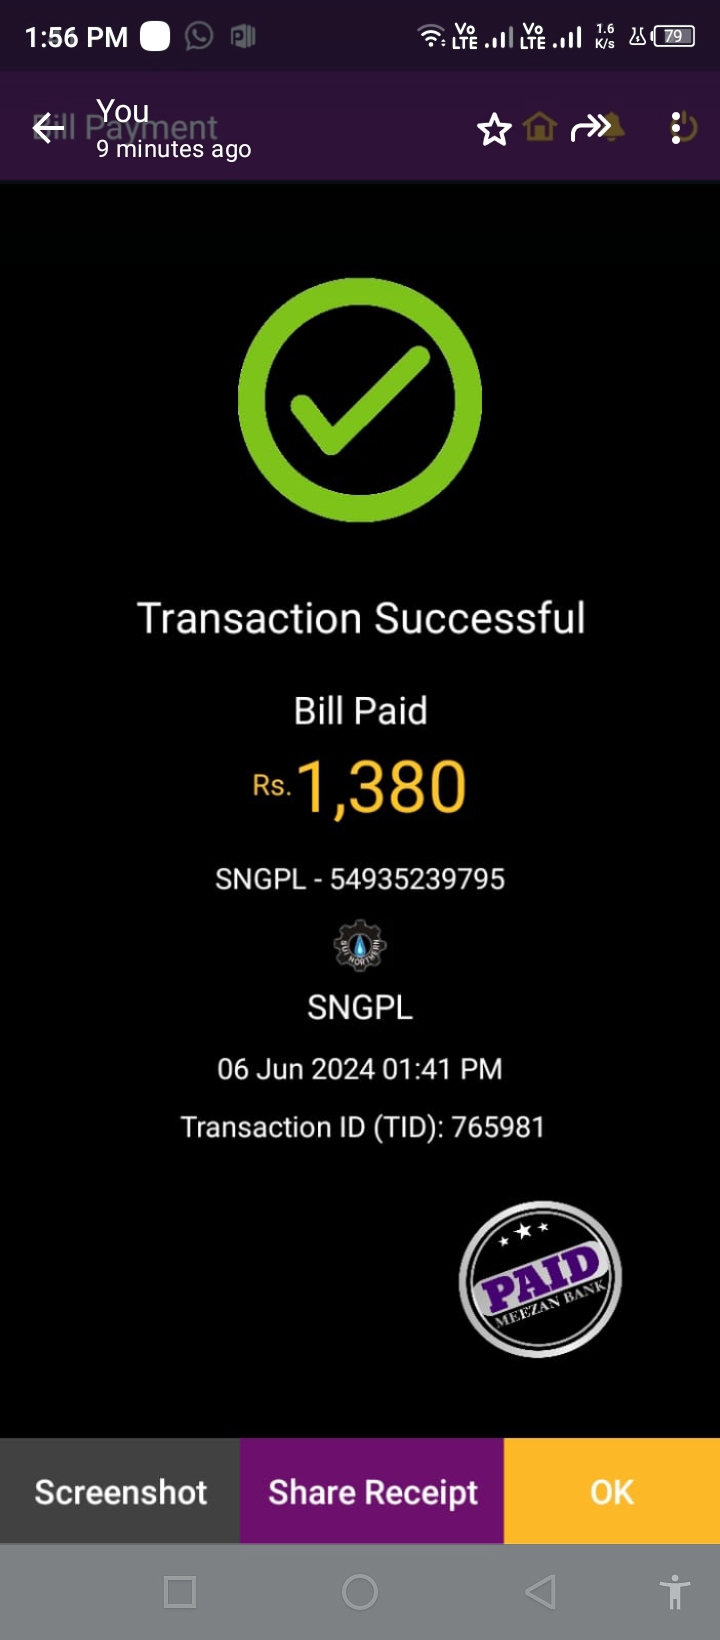 1:56 PM
Vo LTE Vo LTE 1.6 K/s 79
Bill Payment
You
9 minutes ago
Transaction Successful
Bill Paid
Rs.1,380
SNGPL - 54935239795
SUI NORTHERN
SNGPL
06 Jun 2024 01:41 PM
Transaction ID (TID): 765981
PAID
MEEZAN BANK
Screenshot
Share Receipt
OK